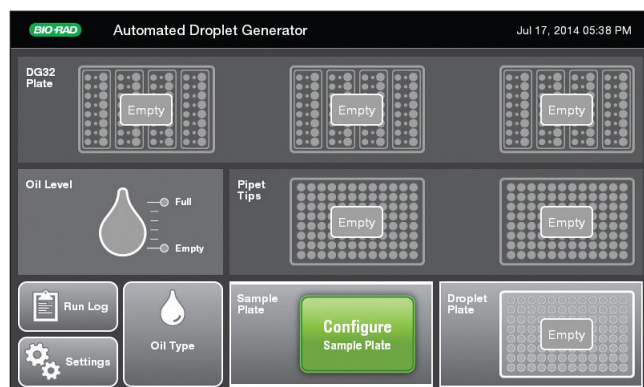 BIO-RAD Automated Droplet Generator Jul 17, 2014 05:38 PM
DG32
Plate
Empty Empty Empty
Oil Level
Full
Empty
Pipet
Tips
Empty Empty
Run Log
Settings
Oil Type
Sample
Plate
Configure
Sample Plate
Droplet
Plate
Empty